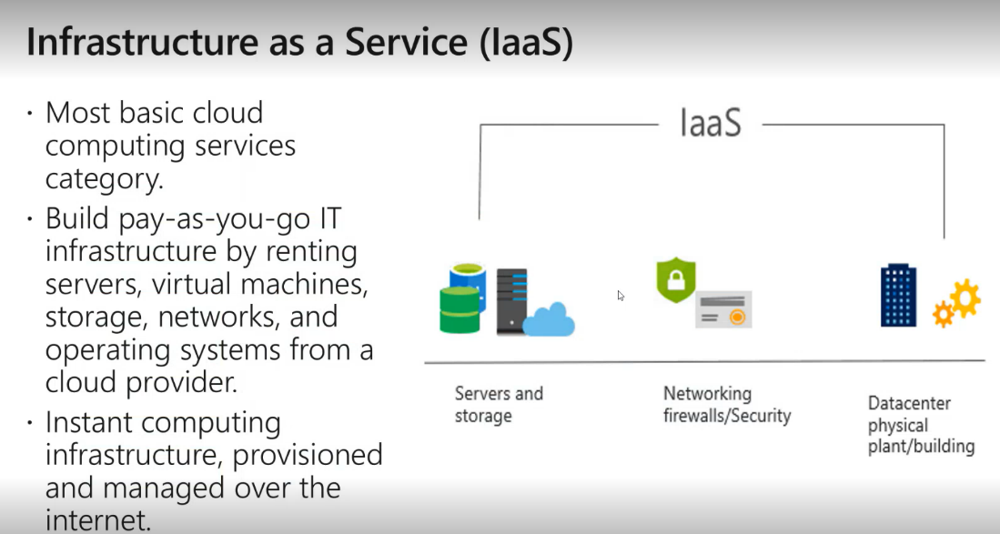 Infrastructure as a Service (IaaS)
· Most basic cloud
computing services
category.
· Build pay-as-you-go IT
infrastructure by renting
servers, virtual machines,
storage, networks, and
operating systems from a
cloud provider.
· Instant computing
infrastructure, provisioned
and managed over the
internet.
IaaS
Servers and
storage
Networking
firewalls/Security
Datacenter
physical
plant/building